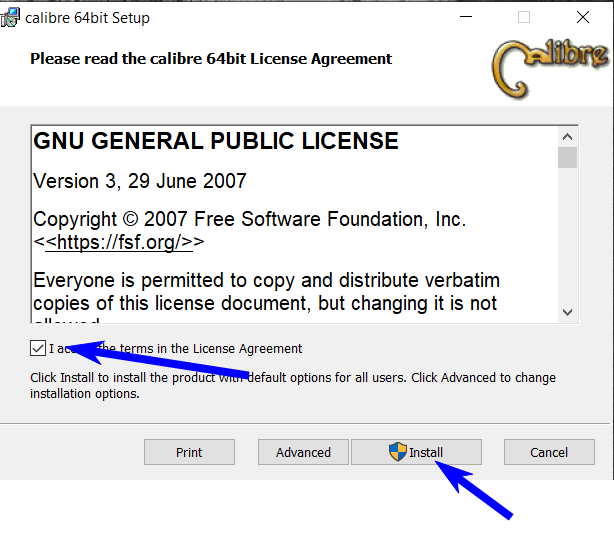 calibre 64bit Setup
Please read the calibre 64bit License Agreement
Calibre
GNU GENERAL PUBLIC LICENSE
Version 3, 29 June 2007
Copyright © 2007 Free Software Foundation, Inc.
<<https://fsf.org/>>
Everyone is permitted to copy and distribute verbatim
copies of this license document, but changing it is not
I the terms in the License Agreement
Click Install to install the product with default options for all users. Click Advanced to change
installation options.
Print
Advanced
Install
Cancel